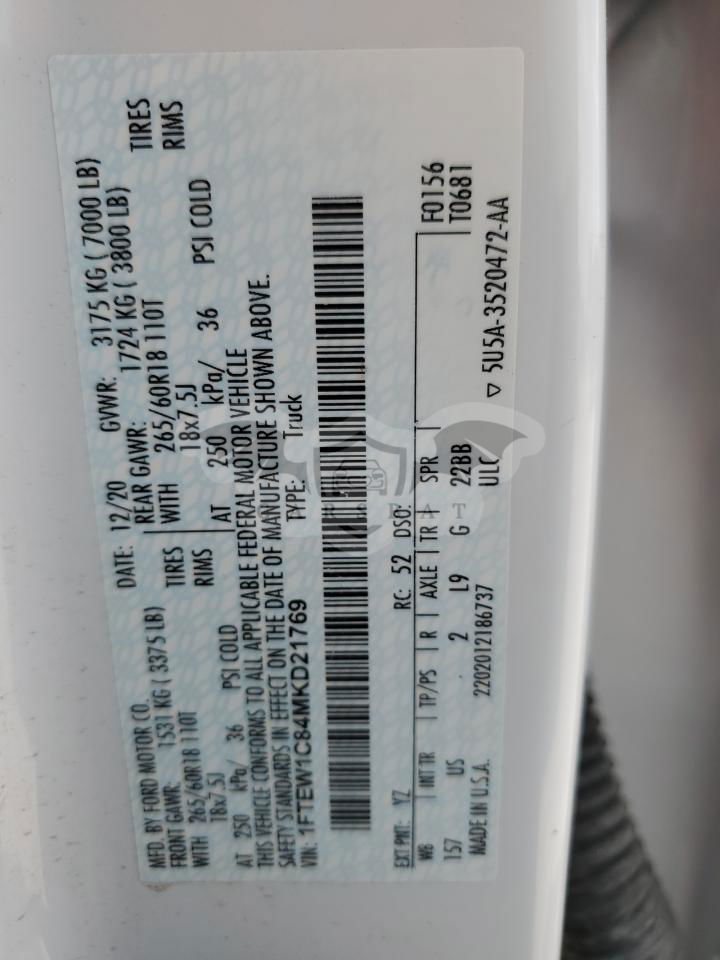 MFD. BY FORD MOTOR CO. DATE: 12/20 GVWR: 3175 KG ( 7000 LB)
FRONT GAWR: 1531 KG ( 3375 LB) REAR GAWR: 1724 KG ( 3800 LB)
WITH 265/60R18 110T TIRES WITH 265/60R18 110T TIRES
18x7.5J RIMS 18x7.5J RIMS
AT 250 kPa/ 36 PSI COLD AT 250 kPa/ 36 PSI COLD
THIS VEHICLE CONFORMS TO ALL APPLICABLE FEDERAL MOTOR VEHICLE
SAFETY STANDARDS IN EFFECT ON THE DATE OF MANUFACTURE SHOWN ABOVE.
VIN: 1FTEW1C84MKD21769 TYPE: Truck
EXT PNT: YZ RC: 52 DSO: F0156
WB INT TR TP/PS R AXLE TR SPR T0681
157 US 2 L9 G 22BB
MADE IN U.S.A. 2202012186737 ULC ▽ 5U5A-3520472-AA